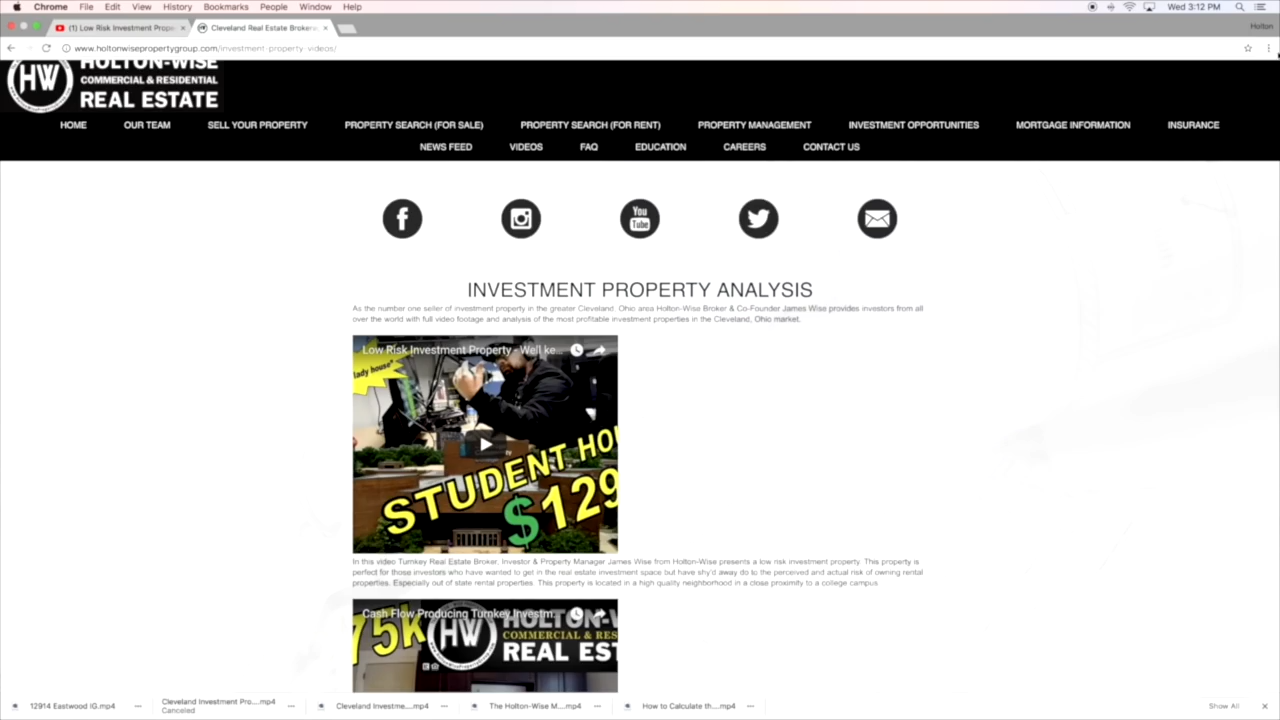 Chrome File Edit View History Bookmarks People Window Help Wed 3:12 PM
(1) Low Risk Investment Prope Cleveland Real Estate Brokers Holton
www.holtonwisepropertygroup.com/investment-property-videos/
HW HOLTON-WISE
COMMERCIAL & RESIDENTIAL
REAL ESTATE
HOME OUR TEAM SELL YOUR PROPERTY PROPERTY SEARCH (FOR SALE) PROPERTY SEARCH (FOR RENT) PROPERTY MANAGEMENT INVESTMENT OPPORTUNITIES MORTGAGE INFORMATION INSURANCE
NEWS FEED VIDEOS FAQ EDUCATION CAREERS CONTACT US
You
Tube
INVESTMENT PROPERTY ANALYSIS
As the number one seller of investment property in the greater Cleveland, Ohio area Holton-Wise Broker & Co-Founder James Wise provides investors from all
over the world with full video footage and analysis of the most profitable investment properties in the Cleveland, Ohio market.
Low Risk Investment Property - Well ke...
lady house"
STUDENT HOU
$129
In this video Turnkey Real Estate Broker, Investor & Property Manager James Wise from Holton-Wise presents a low risk investment property. This property is
perfect for those investors who have wanted to get in the real estate investment space but have shy'd away do to the perceived and actual risk of owning rental
properties. Especially out of state rental properties. This property is located in a high quality neighborhood in a close proximity to a college campus
Cash Flow Producing Turnkey Investm...
75k HW HOLTON-W
COMMERCIAL & RES
REAL EST
12914 Eastwood IG.mp4 Cleveland Investment Pro....mp4 Cleveland Investme....mp4 The Holton-Wise M....mp4 How to Calculate th....mp4 Show All
Canceled